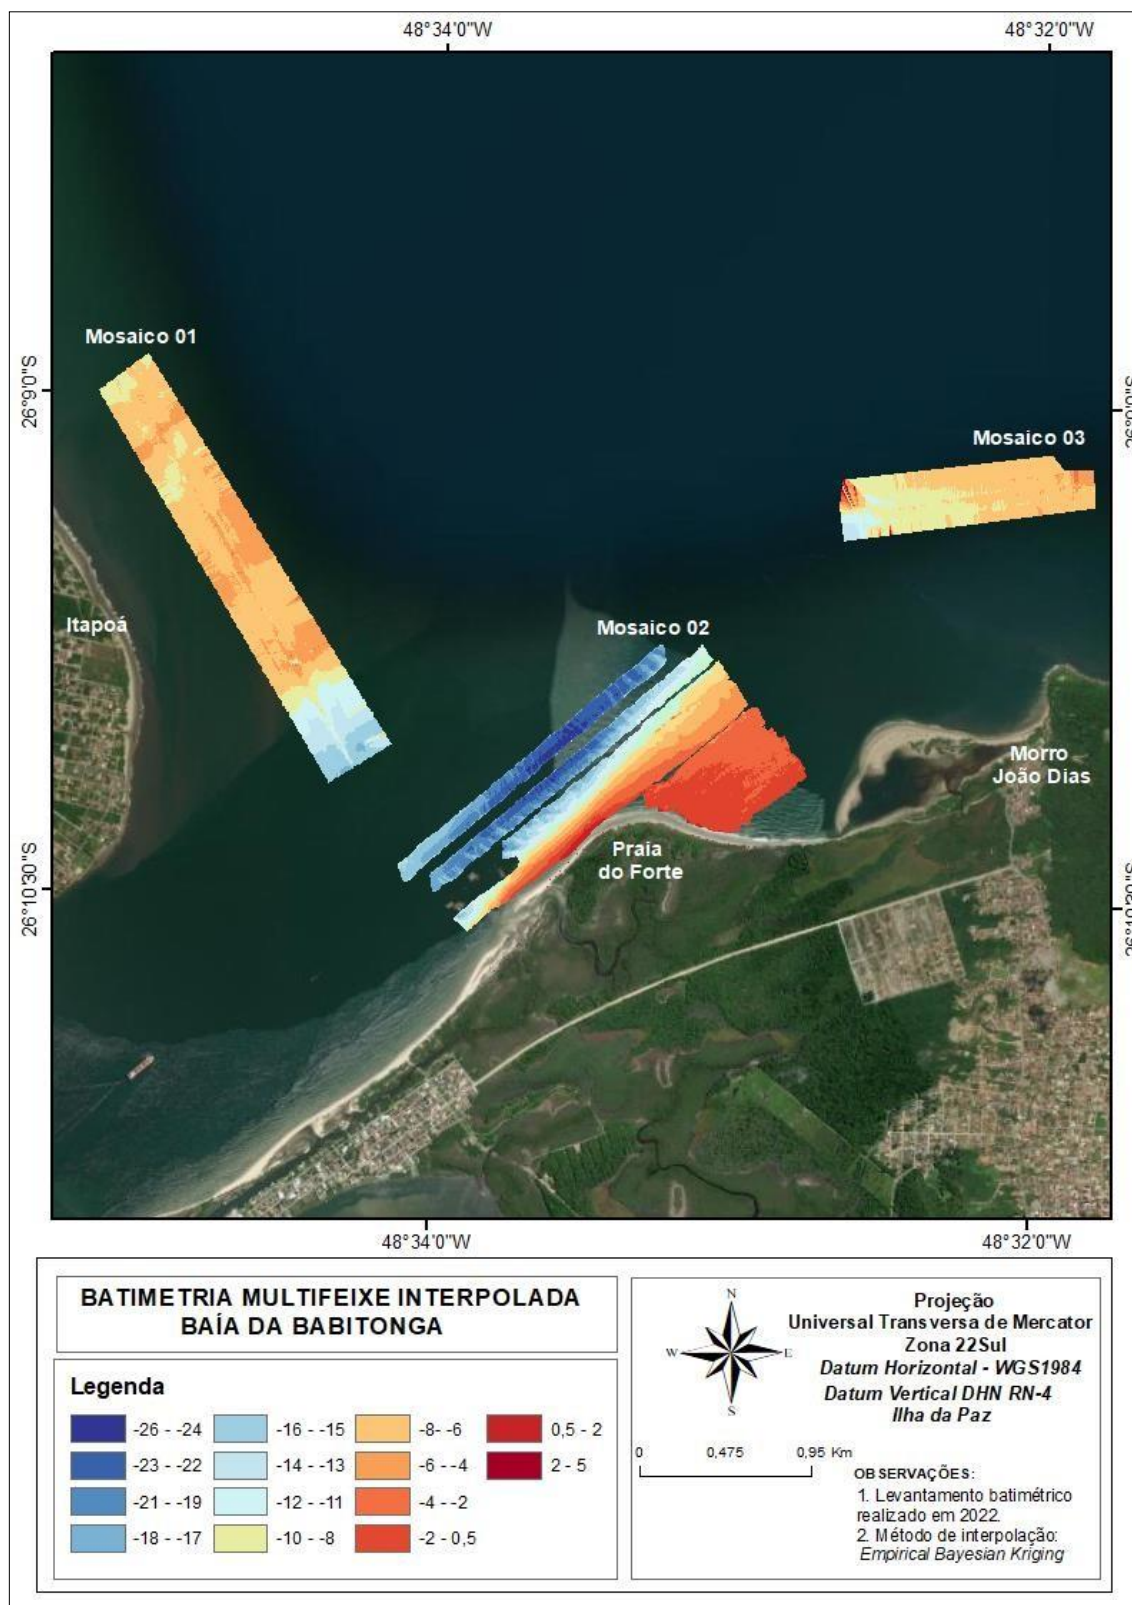 48°34'0"W
48°32'0"W
Mosaico 01
26°9'0"S
Mosaico 03
Itapoá
Mosaico 02
Morro
João Dias
Praia
do Forte
26°10'30"S
26°10'30"S
48°34'0"W
48°32'0"W
BATIMETRIA MULTIFEIXE INTERPOLADA
BAÍA DA BABITONGA
Legenda
-26 - -24
-23 - -22
-21 - -19
-18 - -17
-16 - -15
-14 - -13
-12 - -11
-10 - -8
-8- -6
-6 - -4
-4 - -2
-2 - 0,5
0,5 - 2
2 - 5
N
W
E
S
Projeção
Universal Transversa de Mercator
Zona 22Sul
Datum Horizontal - WGS1984
Datum Vertical DHN RN-4
Ilha da Paz
0 0,475 0,95 Km
OBSERVAÇÕES:
1. Levantamento batimétrico
realizado em 2022.
2. Método de interpolação:
Empirical Bayesian Kriging